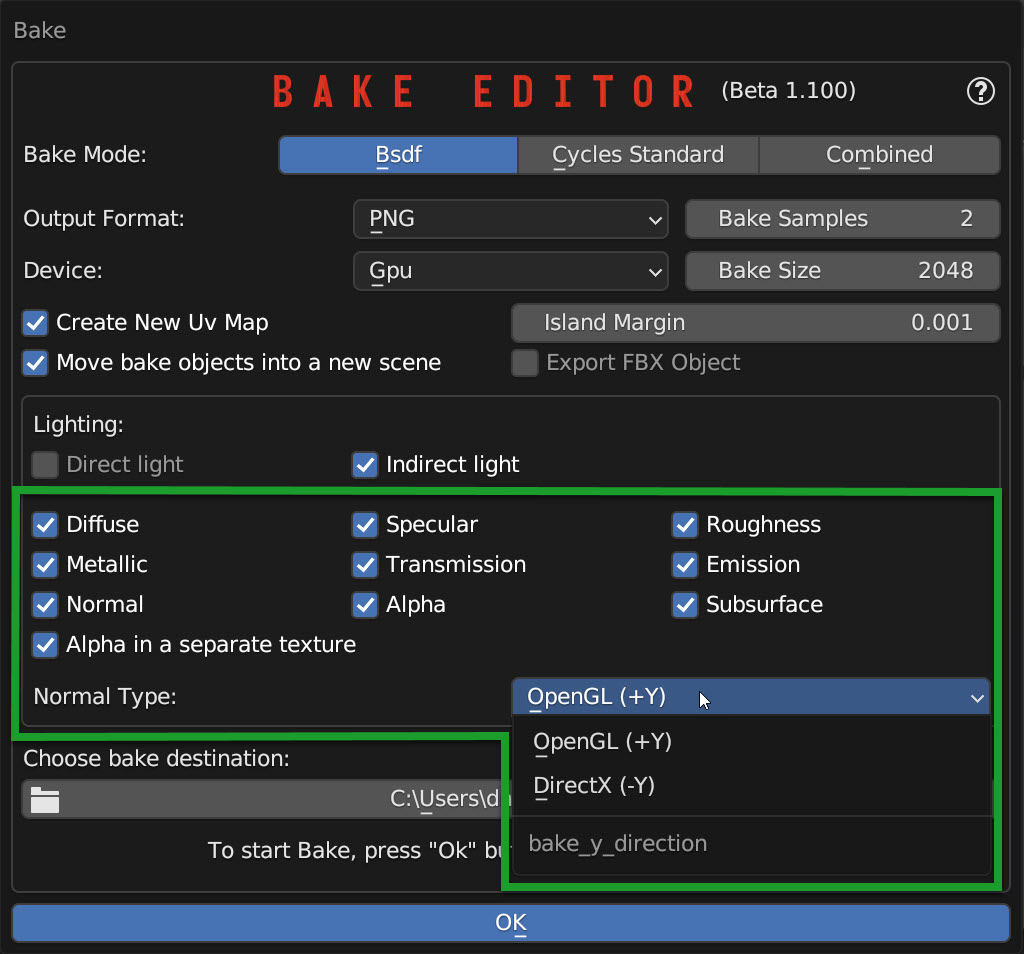 Bake
BAKE EDITOR (Beta 1.100) ?
Bake Mode: Bsdf Cycles Standard Combined
Output Format: PNG Bake Samples 2
Device: Gpu Bake Size 2048
Create New Uv Map Island Margin 0.001
Move bake objects into a new scene Export FBX Object
Lighting:
Direct light Indirect light
Diffuse Specular Roughness
Metallic Transmission Emission
Normal Alpha Subsurface
Alpha in a separate texture
Normal Type: OpenGL (+Y)
OpenGL (+Y)
DirectX (-Y)
bake_y_direction
Choose bake destination:
C:\Users\d
To start Bake, press "Ok" bu
OK